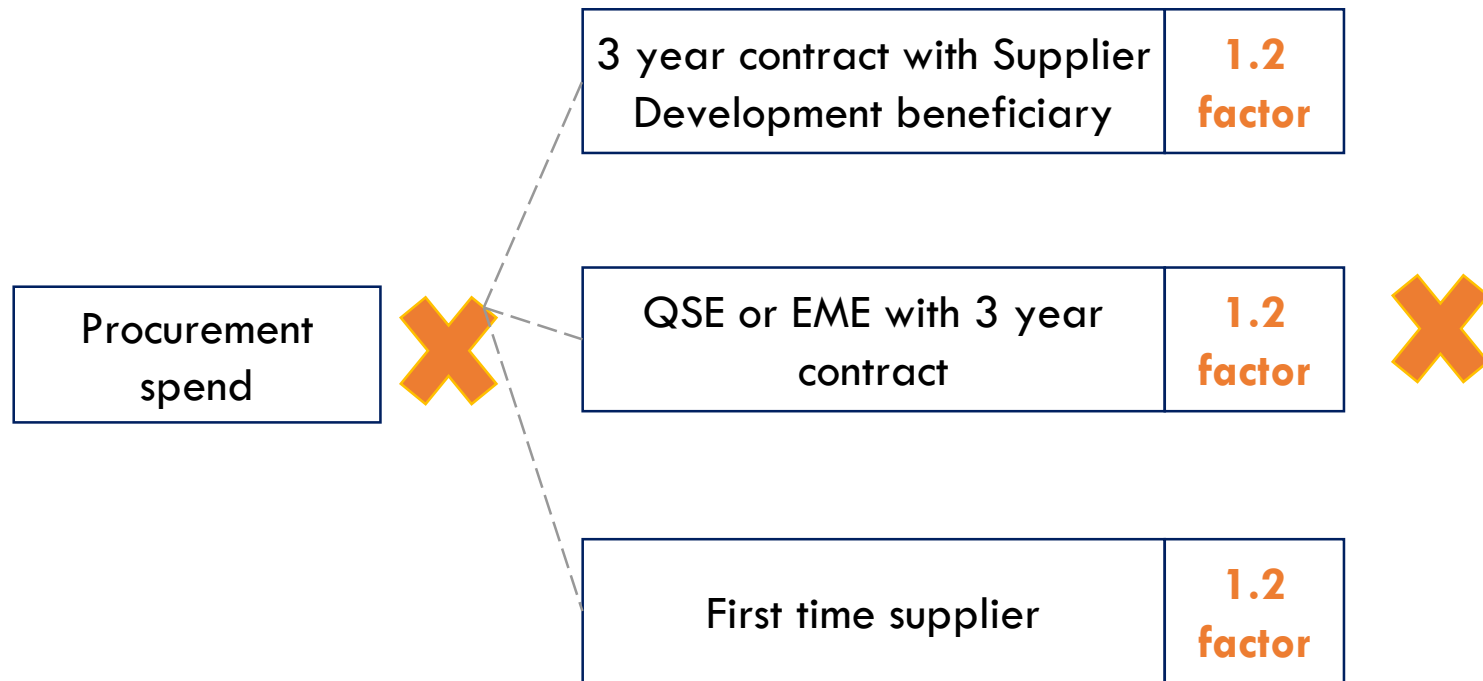 3 year contract with Supplier
Development beneficiary
1.2
factor
Procurement
spend
QSE or EME with 3 year
contract
1.2
factor
First time supplier
1.2
factor